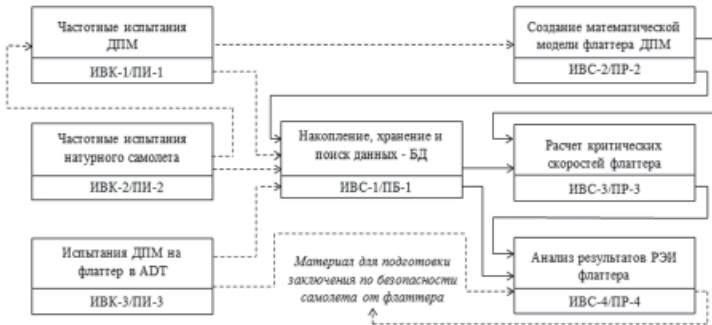 Частотные испытания
ДПМ
ИВК-1/ПИ-1
Создание математической
модели флаттера ДПМ
ИВС-2/ПР-2
Частотные испытания
натурного самолета
ИВК-2/ПИ-2
Накопление, хранение и
поиск данных - БД
ИВС-1/ПБ-1
Расчет критических
скоростей флаттера
ИВС-3/ПР-3
Испытания ДПМ на
флаттер в ADT
ИВК-3/ПИ-3
Материал для подготовки
заключения по безопасности
самолета от флаттера
Анализ результатов РЭИ
флаттера
ИВС-4/ПР-4